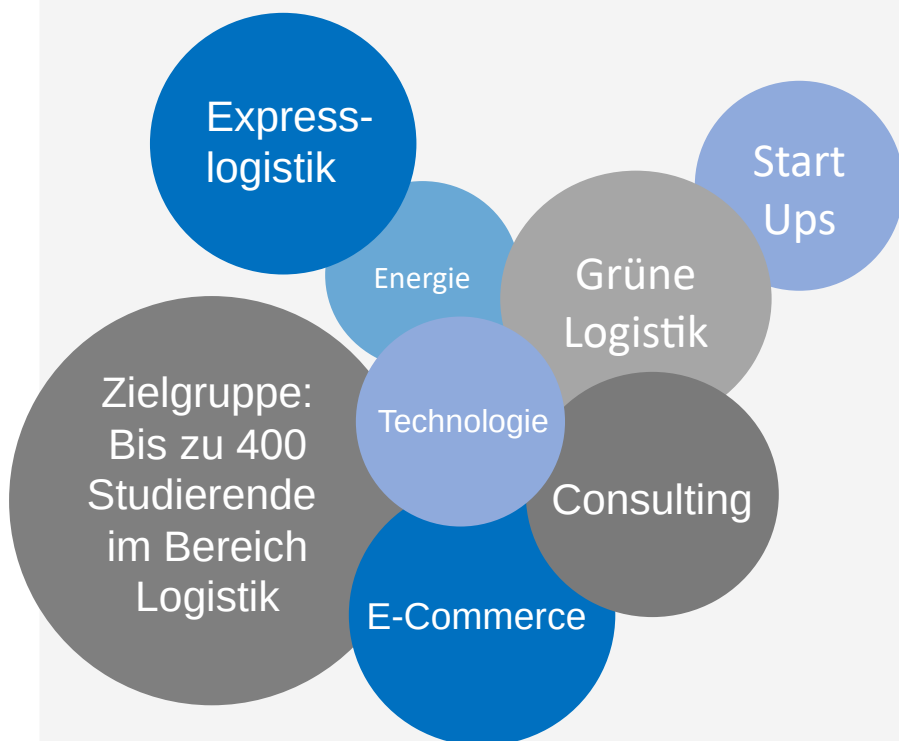 Express-
logistik
Start
Ups
Energie
Grüne
Logistik
Zielgruppe:
Bis zu 400
Studierende
im Bereich
Logistik
Technologie
Consulting
E-Commerce